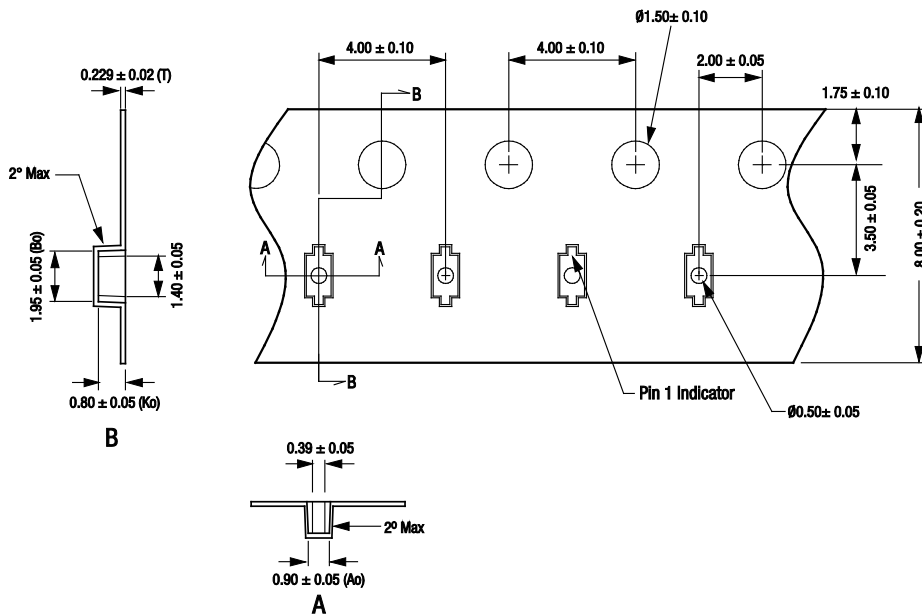 Ø1.50± 0.10
4.00 ± 0.10
4.00 ± 0.10
2.00 ± 0.05
0.229 ± 0.02 (T)
B
1.75 ± 0.10
2° Max
3.50 ± 0.05
8.00 ± 0.20
A
A
1.95 ± 0.05 (Bo)
1.40 ± 0.05
B
Pin 1 Indicator
Ø0.50± 0.05
0.80 ± 0.05 (Ko)
B
0.39 ± 0.05
2º Max
0.90 ± 0.05 (Ao)
A